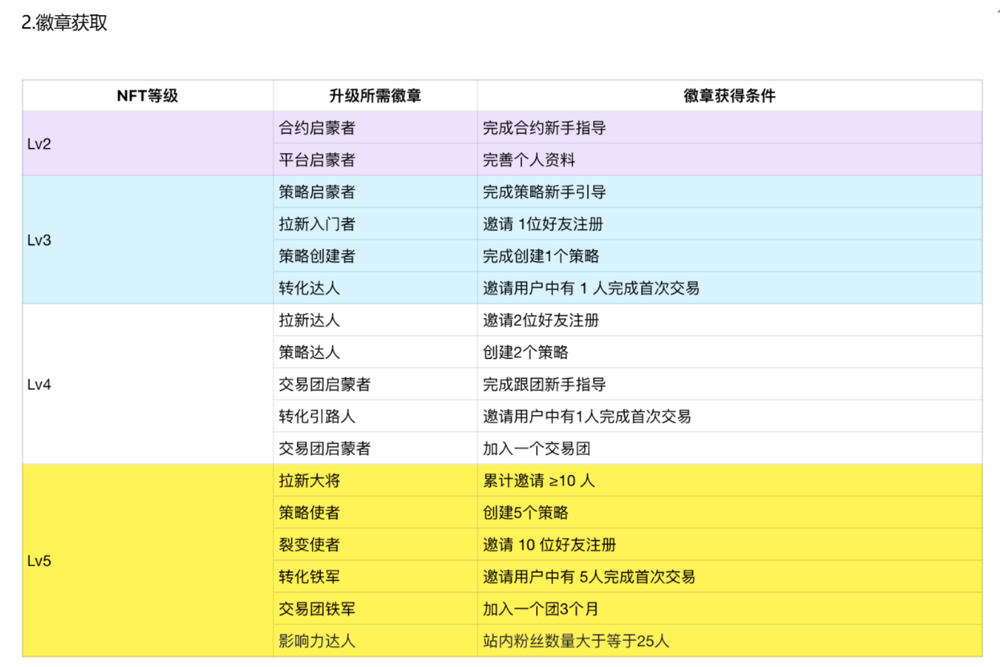 2.徽章获取
NFT等级 升级所需徽章 徽章获得条件
Lv2
合约启蒙者 完成合约新手指导
平台启蒙者 完善个人资料
Lv3
策略启蒙者 完成策略新手引导
拉新入门者 邀请 1位好友注册
策略创建者 完成创建1个策略
转化达人 邀请用户中有 1 人完成首次交易
Lv4
拉新达人 邀请2位好友注册
策略达人 创建2个策略
交易团启蒙者 完成跟团新手指导
转化引路人 邀请用户中有1人完成首次交易
交易团启蒙者 加入一个交易团
Lv5
拉新大将 累计邀请 ≥10 人
策略使者 创建5个策略
裂变使者 邀请 10 位好友注册
转化铁军 邀请用户中有 5人完成首次交易
交易团铁军 加入一个团3个月
影响力达人 站内粉丝数量大于等于25人